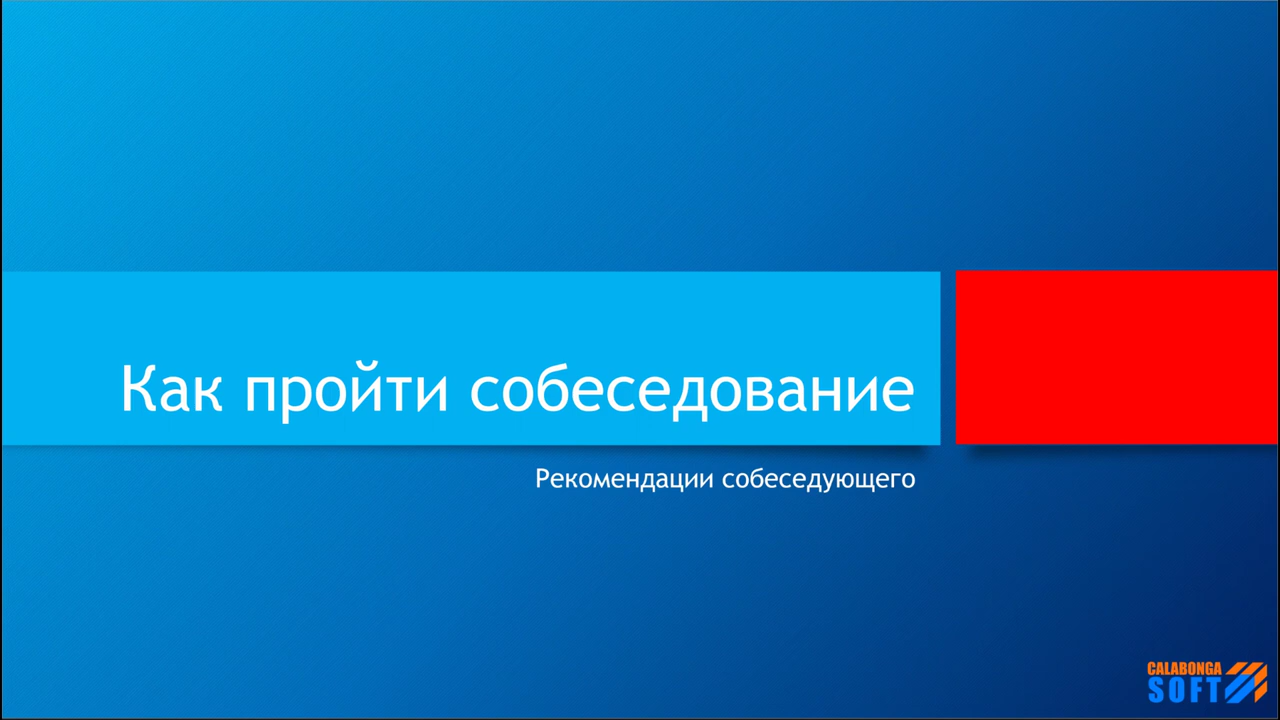 Как пройти собеседование
Рекомендации собеседующего
CALABONGA
SOFT